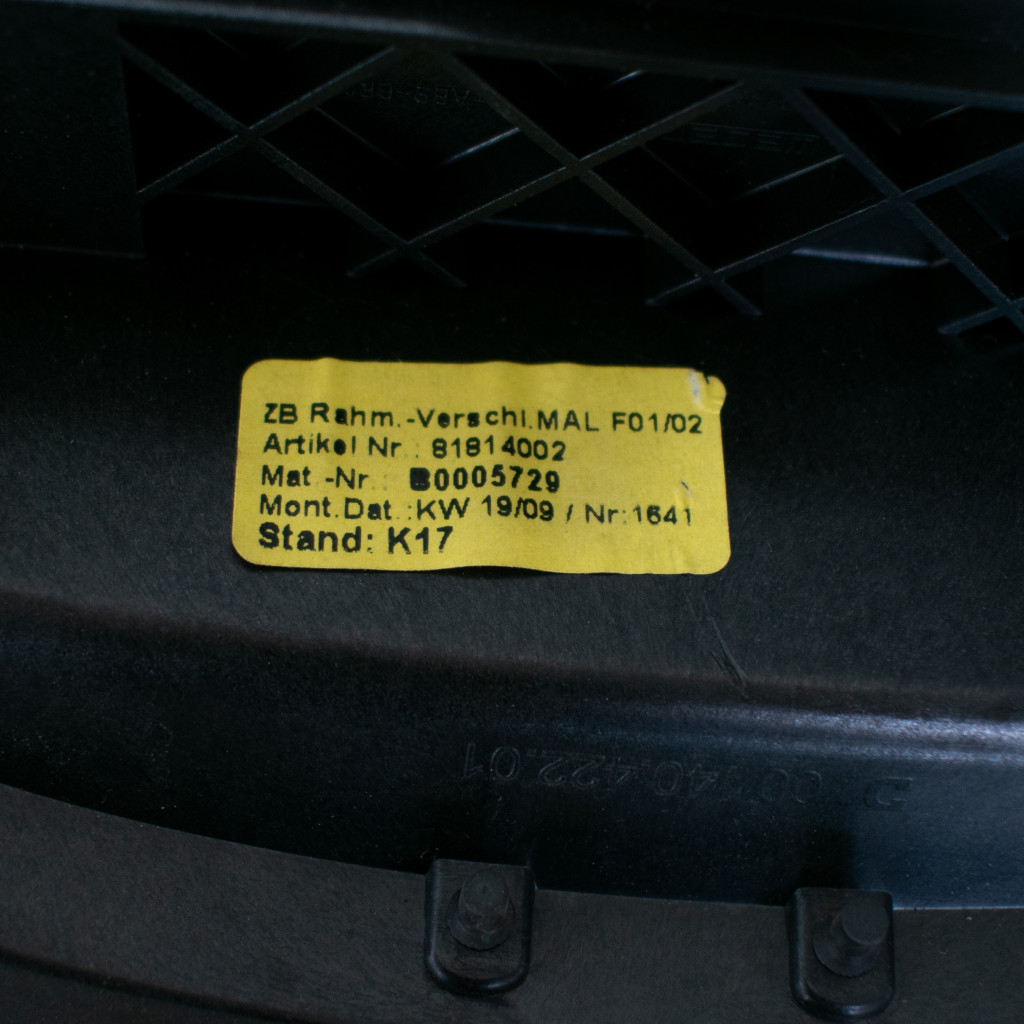 ZB Rahm.-Verschl.MAL F01/02
Artikel Nr.: 81814002
Mat.-Nr.: B0005729
Mont.Dat.:KW 19/09 / Nr:1641
Stand: K17